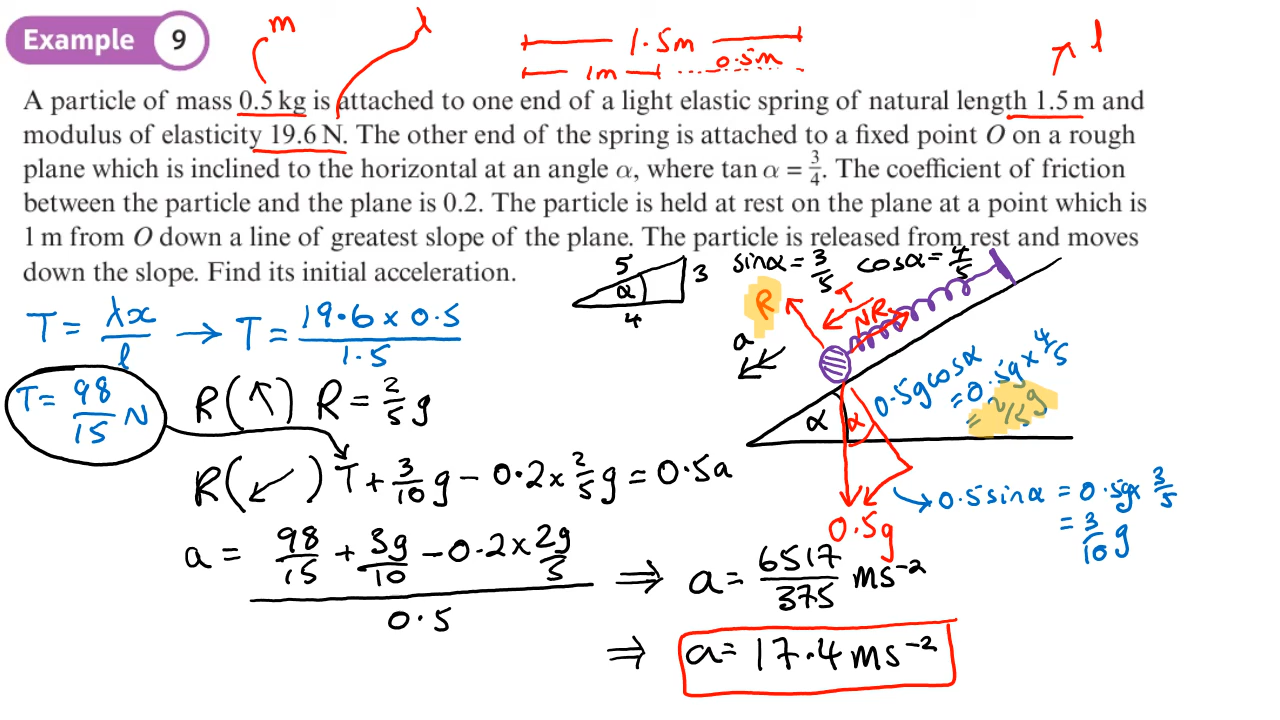 Example 9
m
λ
1.5m
1m
0.5m
l
A particle of mass 0.5 kg is attached to one end of a light elastic spring of natural length 1.5 m and
modulus of elasticity 19.6 N. The other end of the spring is attached to a fixed point O on a rough
plane which is inclined to the horizontal at an angle α, where tan α = 3/4. The coefficient of friction
between the particle and the plane is 0.2. The particle is held at rest on the plane at a point which is
1 m from O down a line of greatest slope of the plane. The particle is released from rest and moves
down the slope. Find its initial acceleration.
5
3
α
4
sinα = 3/5 cosα = 4/5
R
T
NR
a
T = λx/l → T = 19.6 x 0.5/1.5
T = 98/15 N
R(↑) R = 2/5 g
α
α
0.5gcosα
= 0.5g x 4/5
= 2/5 g
R(↙) T + 3/10 g - 0.2 x 2/5 g = 0.5a
0.5g
0.5sinα = 0.5g x 3/5
= 3/10 g
a = 98/15 + 3g/10 - 0.2 x 2g/5
0.5
⇒ a = 6517/375 ms⁻²
⇒ a = 17.4 ms⁻²